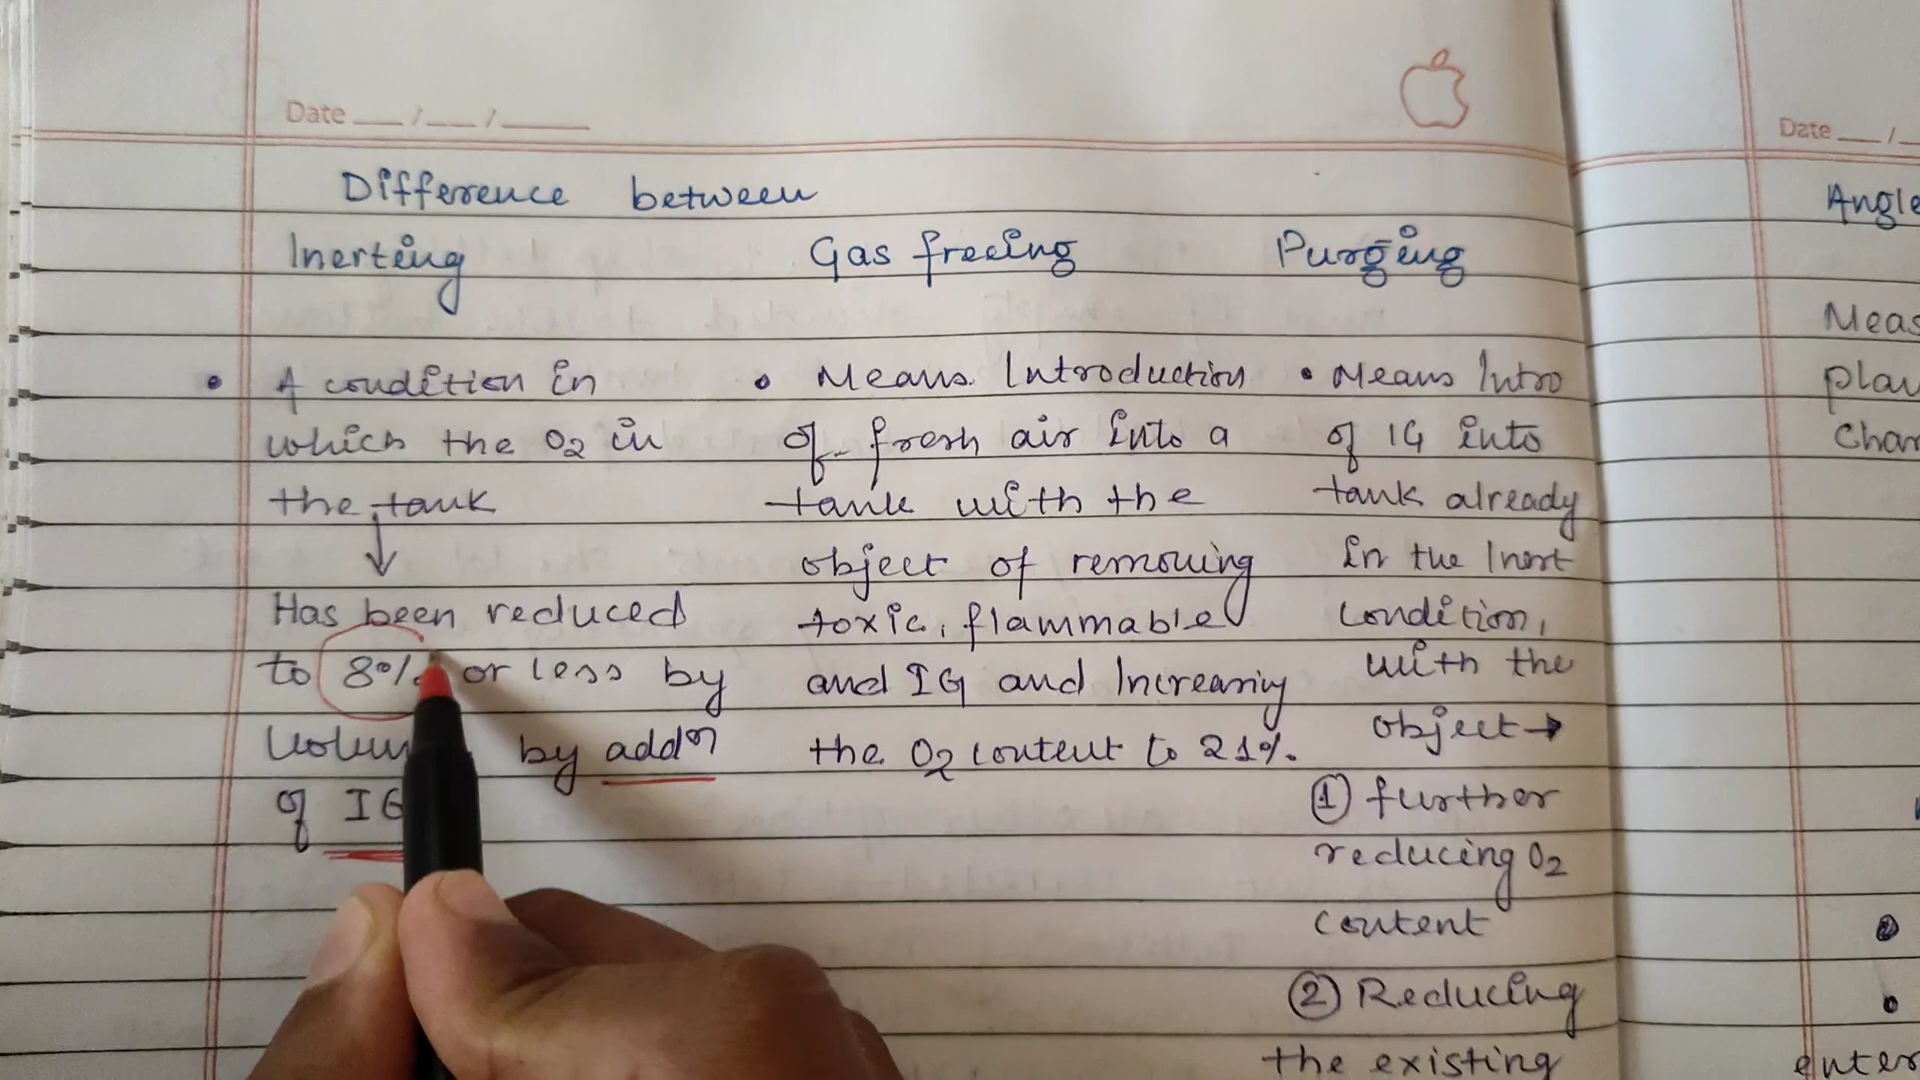 Date __/__/____
Difference between
Inerting
• A condition in
which the O2 in
the tank
↓
Has been reduced
to 8% or less by
by addn
of IG
Gas freeing
• Means Introduction
of fresh air into a
tank with the
object of removing
toxic, flammable
and IG and Increasing
the O2 content to 21%.
Purging
• Means Intro
of IG into
tank already
in the Inert
condition,
with the
object →
① further
reducing O2
content
② Reducing
the existing
Date __/_
Angle
Meas
plan
Char
enter